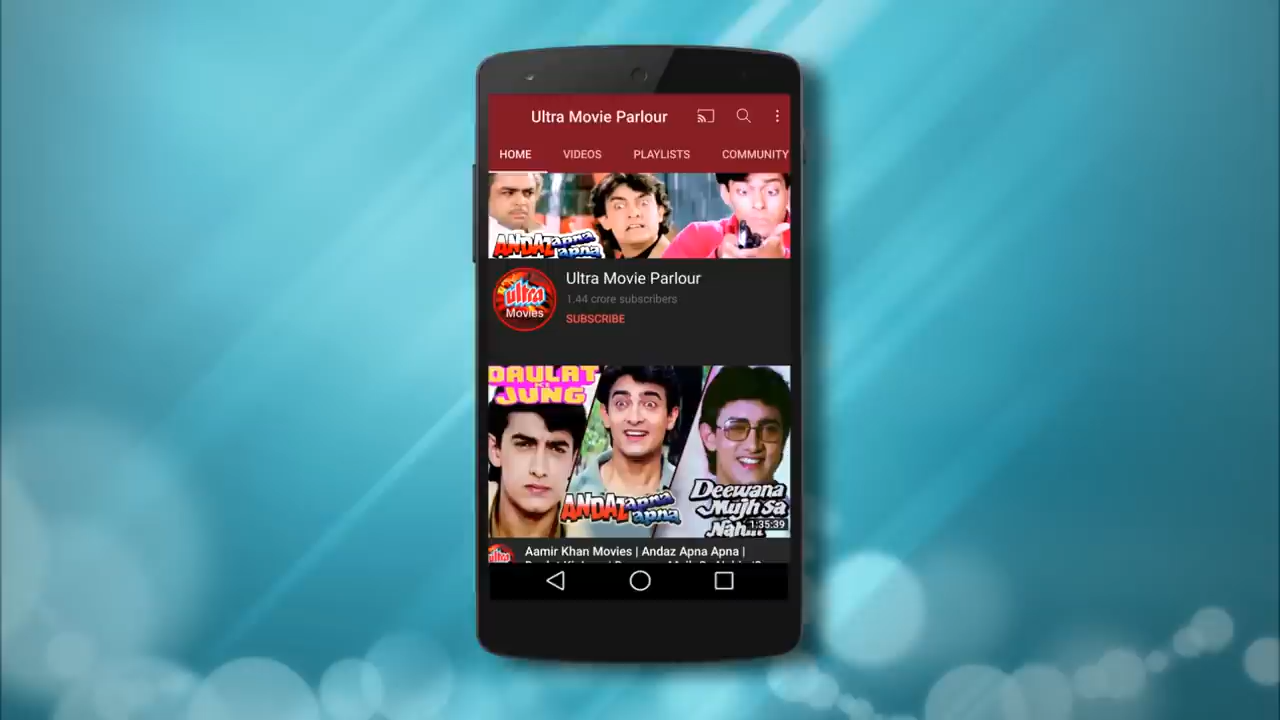 Ultra Movie Parlour
HOME VIDEOS PLAYLISTS COMMUNITY
ANDAZ apna apna
Ultra Movie Parlour
1.44 crore subscribers
SUBSCRIBE
ultra
Movies
DAULAT
KI
JUNG
ANDAZ apna apna
Deewana
Mujh Sa
Nahin
1:35:39
ultra
Aamir Khan Movies | Andaz Apna Apna |